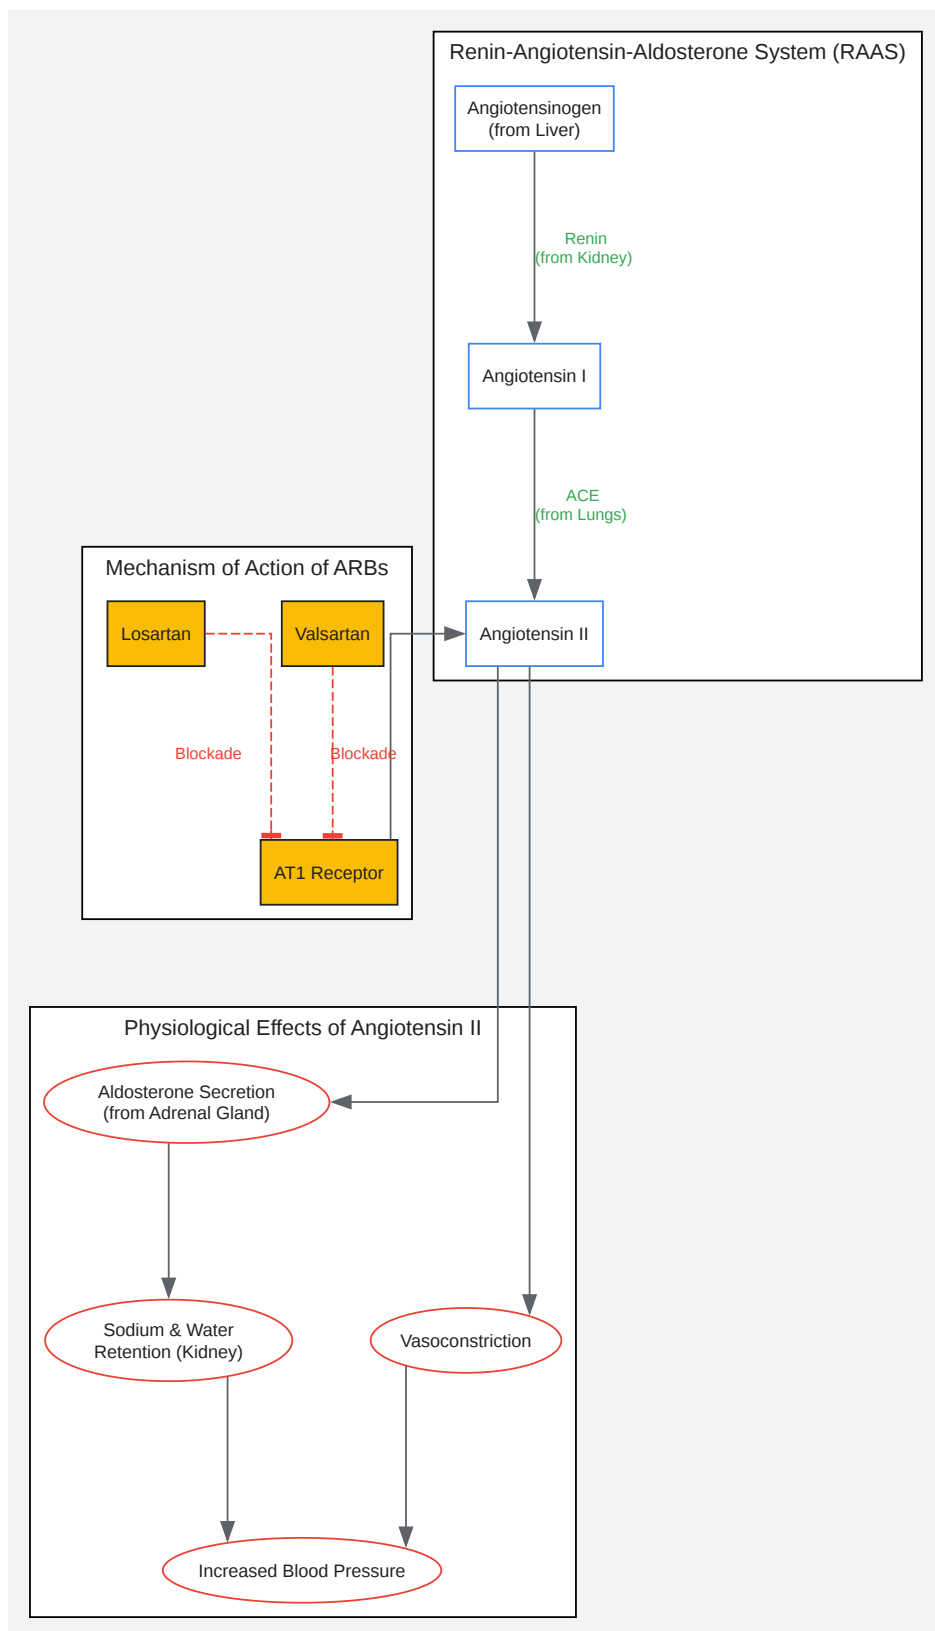 Renin-Angiotensin-Aldosterone System (RAAS)
Angiotensinogen
(from Liver)
Renin
(from Kidney)
Angiotensin I
ACE
(from Lungs)
Angiotensin II
Mechanism of Action of ARBs
Losartan
Valsartan
Blockade
Blockade
AT1 Receptor
Physiological Effects of Angiotensin II
Aldosterone Secretion
(from Adrenal Gland)
Sodium & Water
Retention (Kidney)
Vasoconstriction
Increased Blood Pressure